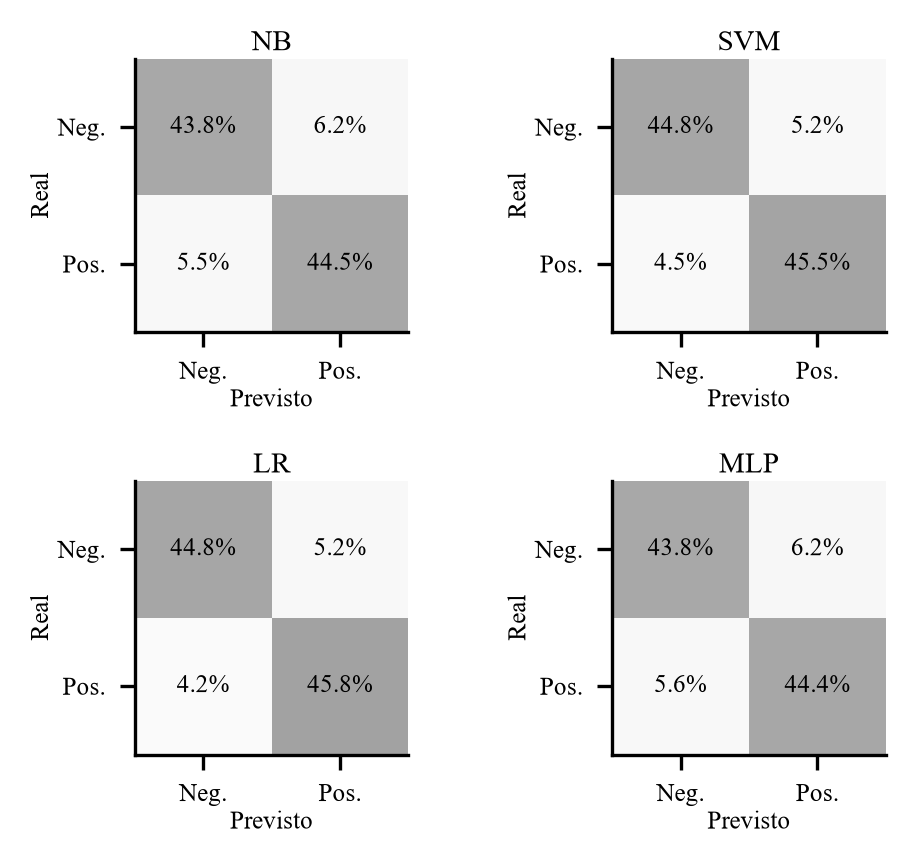 NB
Neg. 43.8% 6.2%
Real
Pos. 5.5% 44.5%
Neg. Pos.
Previsto
SVM
Neg. 44.8% 5.2%
Real
Pos. 4.5% 45.5%
Neg. Pos.
Previsto
LR
Neg. 44.8% 5.2%
Real
Pos. 4.2% 45.8%
Neg. Pos.
Previsto
MLP
Neg. 43.8% 6.2%
Real
Pos. 5.6% 44.4%
Neg. Pos.
Previsto